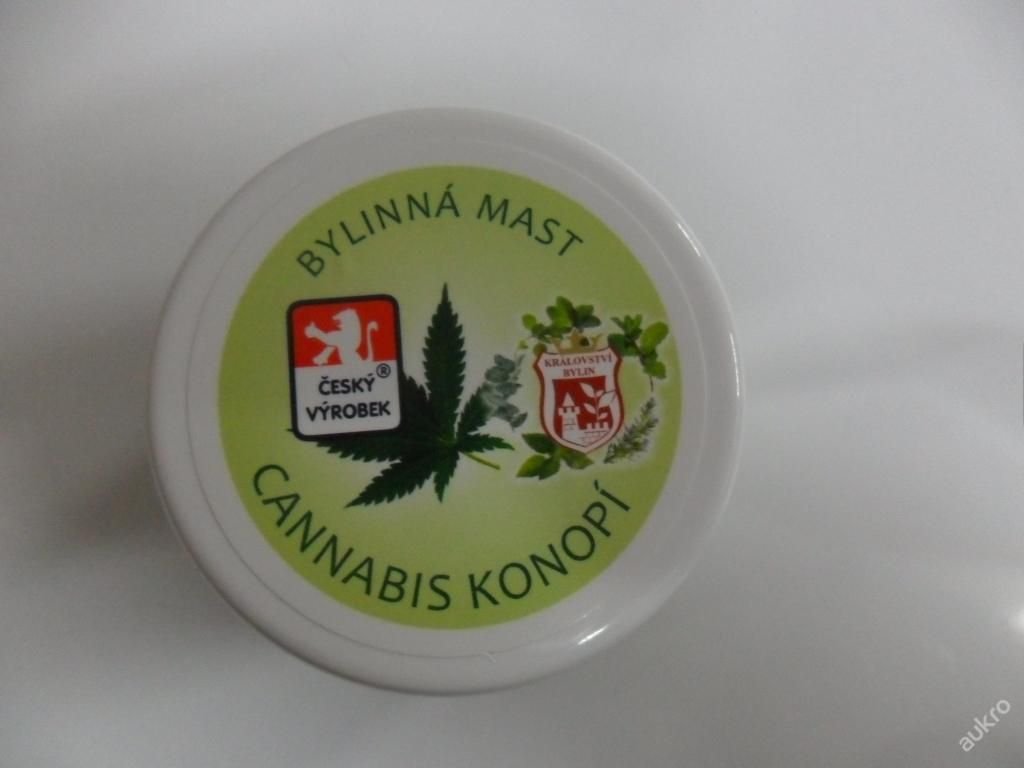 BYLINNÁ MAST
ČESKÝ®
VÝROBEK
KRÁLOVSTVÍ
BYLIN
CANNABIS KONOPÍ
aukro